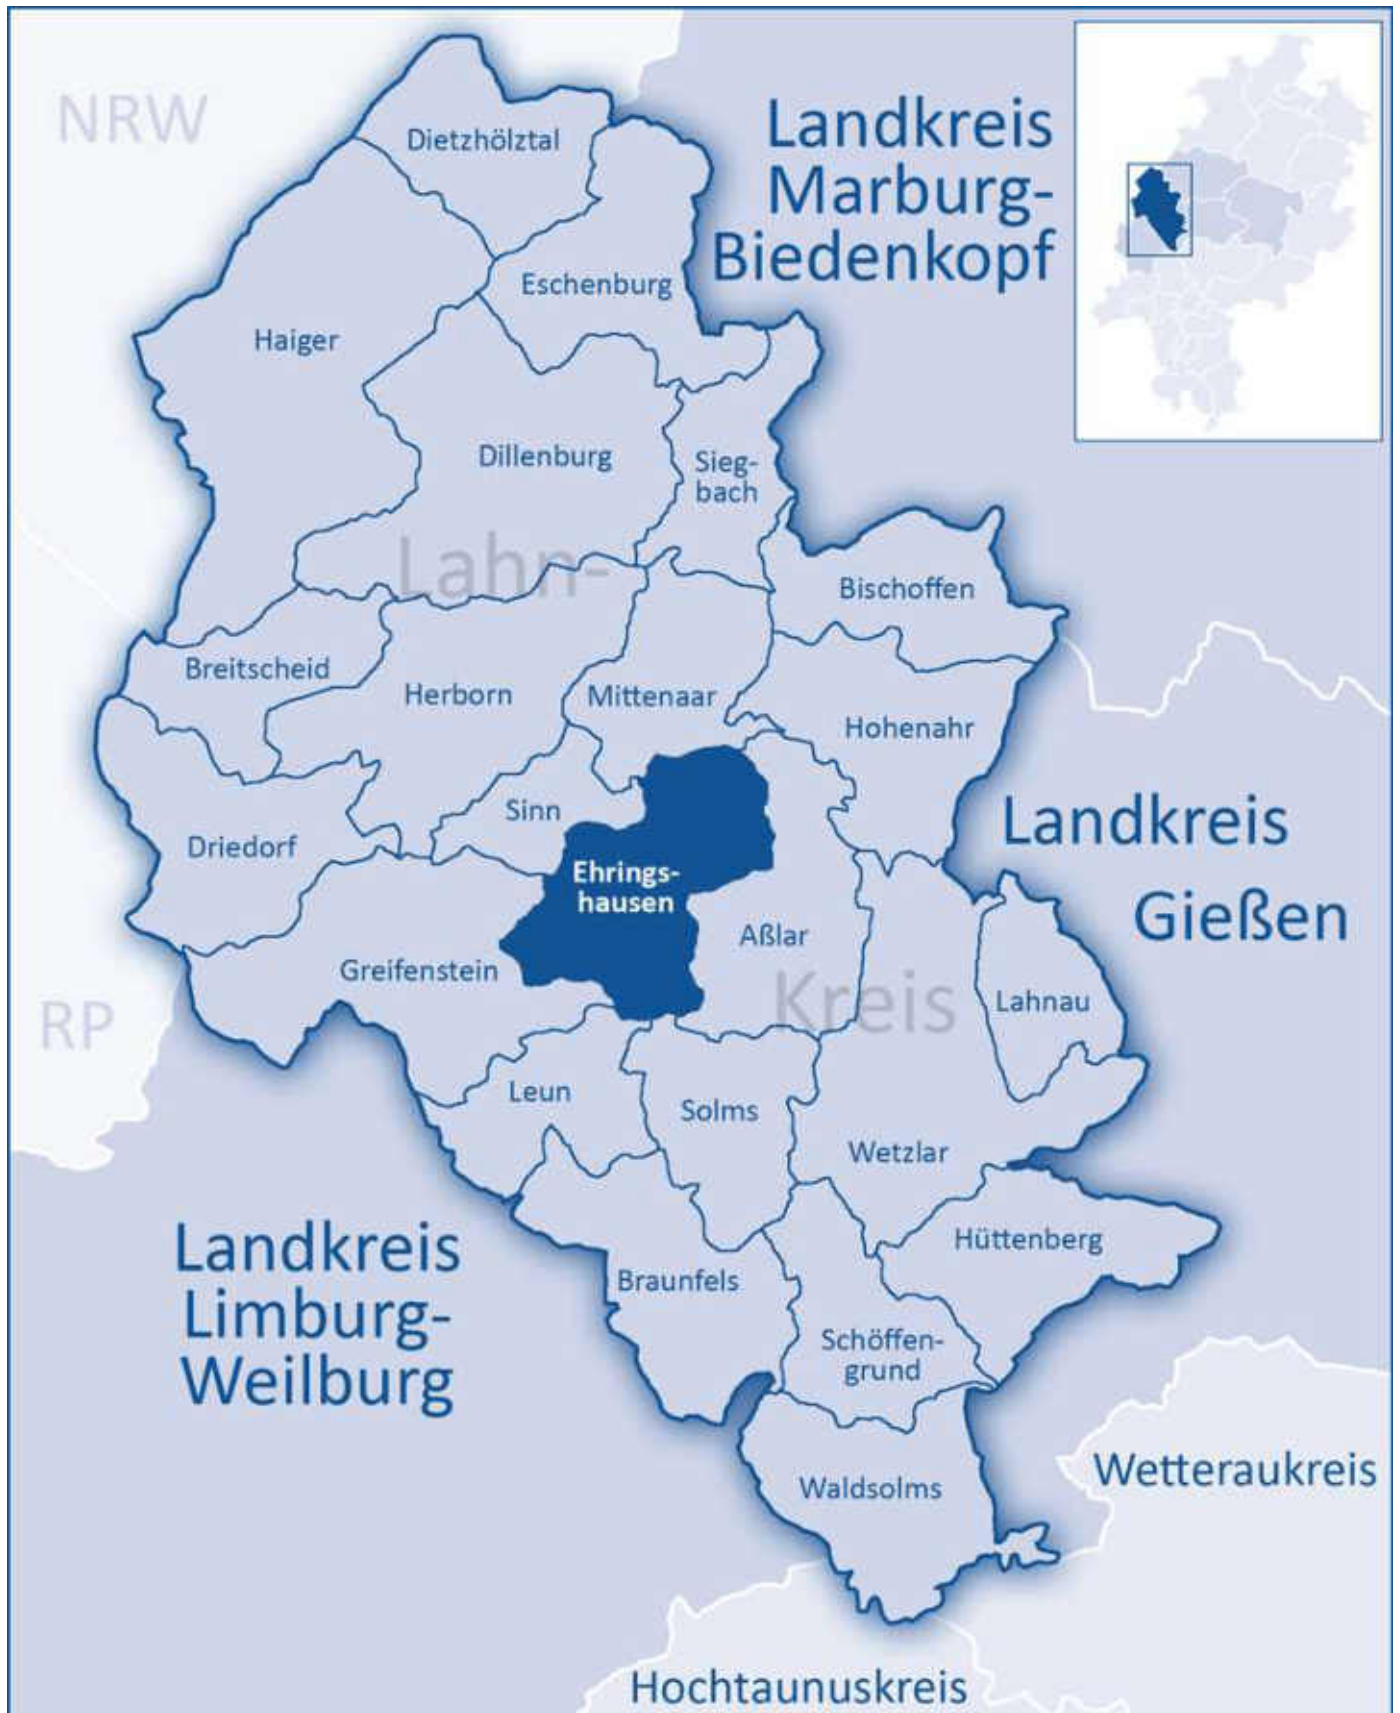 NRW
Dietzhölztal
Landkreis
Marburg-
Biedenkopf
Eschenburg
Haiger
Dillenburg
Sieg-
bach
Lahn-
Bischoffen
Breitscheid
Herborn
Mittenaar
Hohenahr
Sinn
Driedorf
Landkreis
Gießen
Ehrings-
hausen
Aßlar
Greifenstein
Kreis
Lahnau
RP
Leun
Solms
Wetzlar
Hüttenberg
Landkreis
Limburg-
Weilburg
Braunfels
Schöffen-
grund
Wetteraukreis
Waldsolms
Hochtaunuskreis